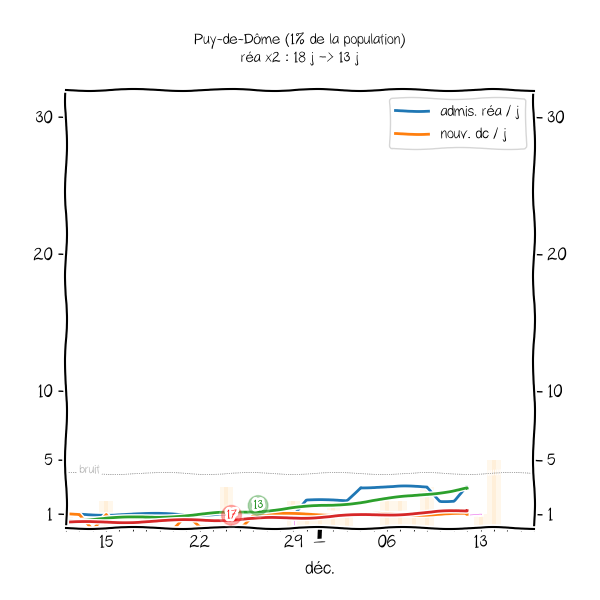 Puy-de-Dôme (1% de la population)
réa x2 : 18 j -> 13 j
admis. réa / j
nouv. dc / j
30
30
20
20
10
10
5
5
bruit
1
1
17
13
15
22
29
06
13
déc.